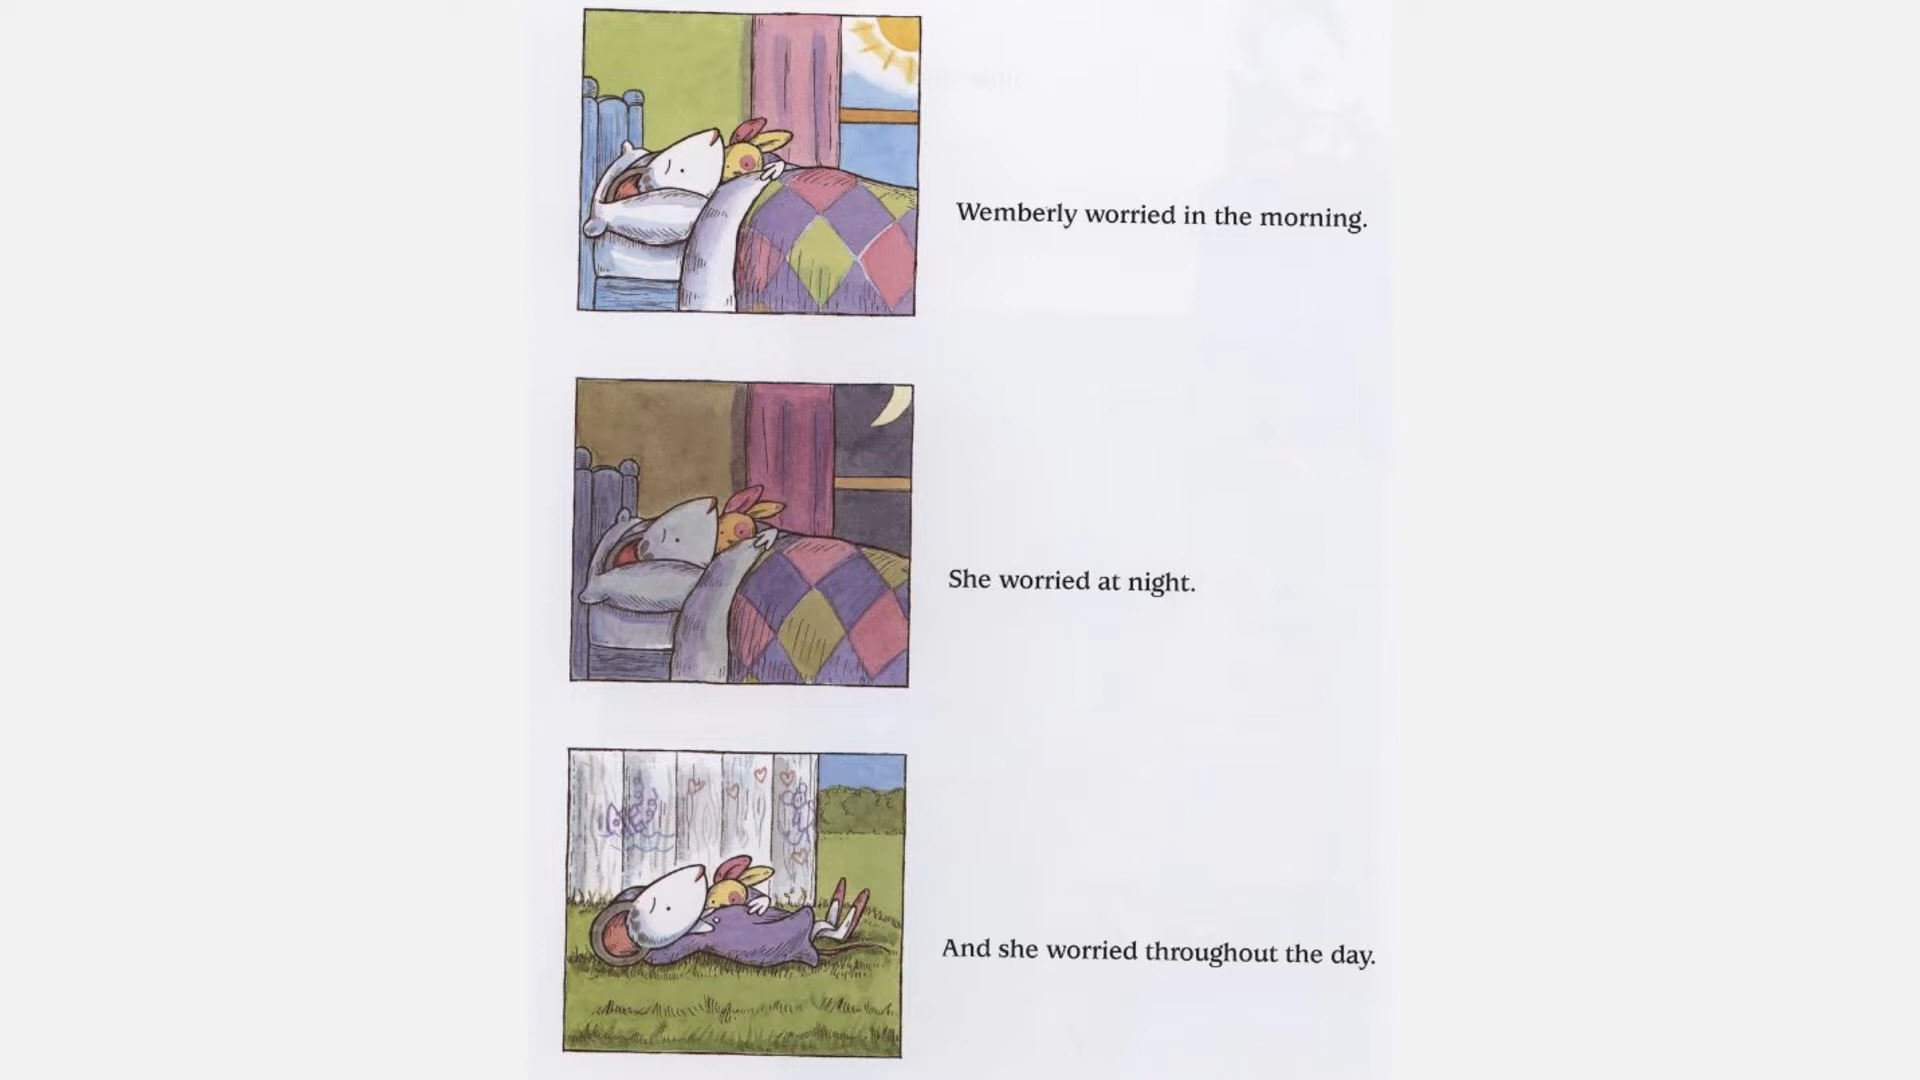 Wemberly worried in the morning.
She worried at night.
And she worried throughout the day.